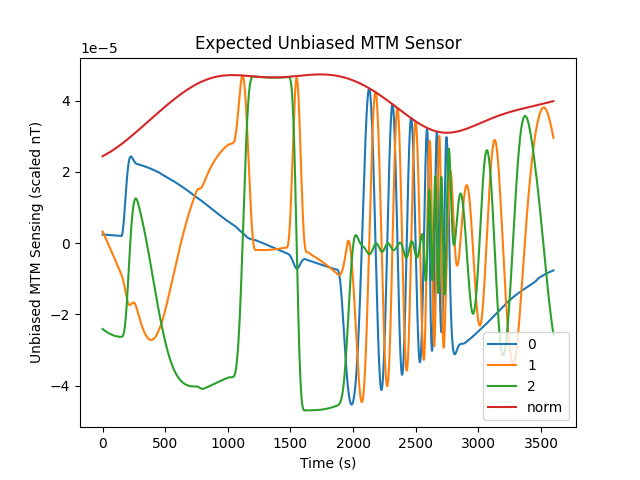 Expected Unbiased MTM Sensor
1e−5
Unbiased MTM Sensing (scaled nT)
4
2
0
−2
−4
0 500 1000 1500 2000 2500 3000 3500
Time (s)
0
1
2
norm